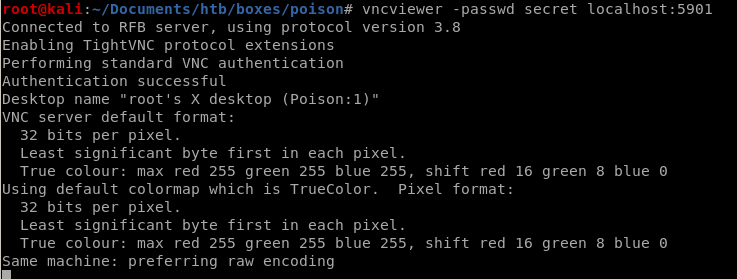 root@kali:~/Documents/htb/boxes/poison# vncviewer -passwd secret localhost:5901
Connected to RFB server, using protocol version 3.8
Enabling TightVNC protocol extensions
Performing standard VNC authentication
Authentication successful
Desktop name "root's X desktop (Poison:1)"
VNC server default format:
  32 bits per pixel.
  Least significant byte first in each pixel.
  True colour: max red 255 green 255 blue 255, shift red 16 green 8 blue 0
Using default colormap which is TrueColor.  Pixel format:
  32 bits per pixel.
  Least significant byte first in each pixel.
  True colour: max red 255 green 255 blue 255, shift red 16 green 8 blue 0
Same machine: preferring raw encoding